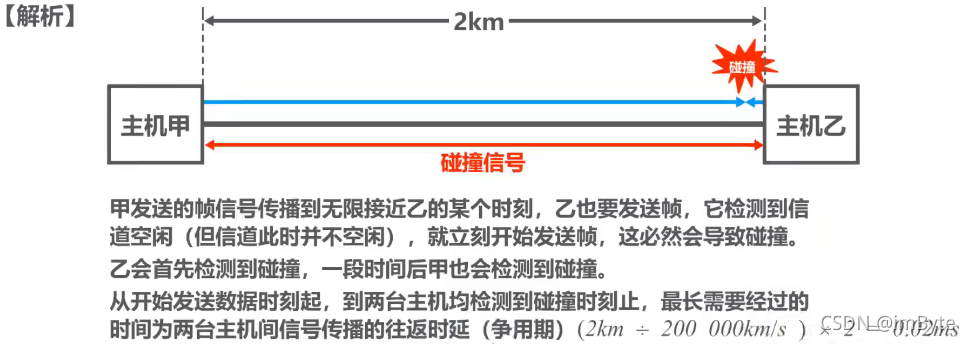 【解析】
2km
碰撞
主机甲
主机乙
碰撞信号
甲发送的帧信号传播到无限接近乙的某个时刻，乙也要发送帧，它检测到信
道空闲（但信道此时并不空闲），就立刻开始发送帧，这必然会导致碰撞。
乙会首先检测到碰撞，一段时间后甲也会检测到碰撞。
从开始发送数据时刻起，到两台主机均检测到碰撞时刻止，最长需要经过的
时间为两台主机间信号传播的往返时延（争用期）(2km ÷ 200 000km/s ) × 2 = 0.02ms